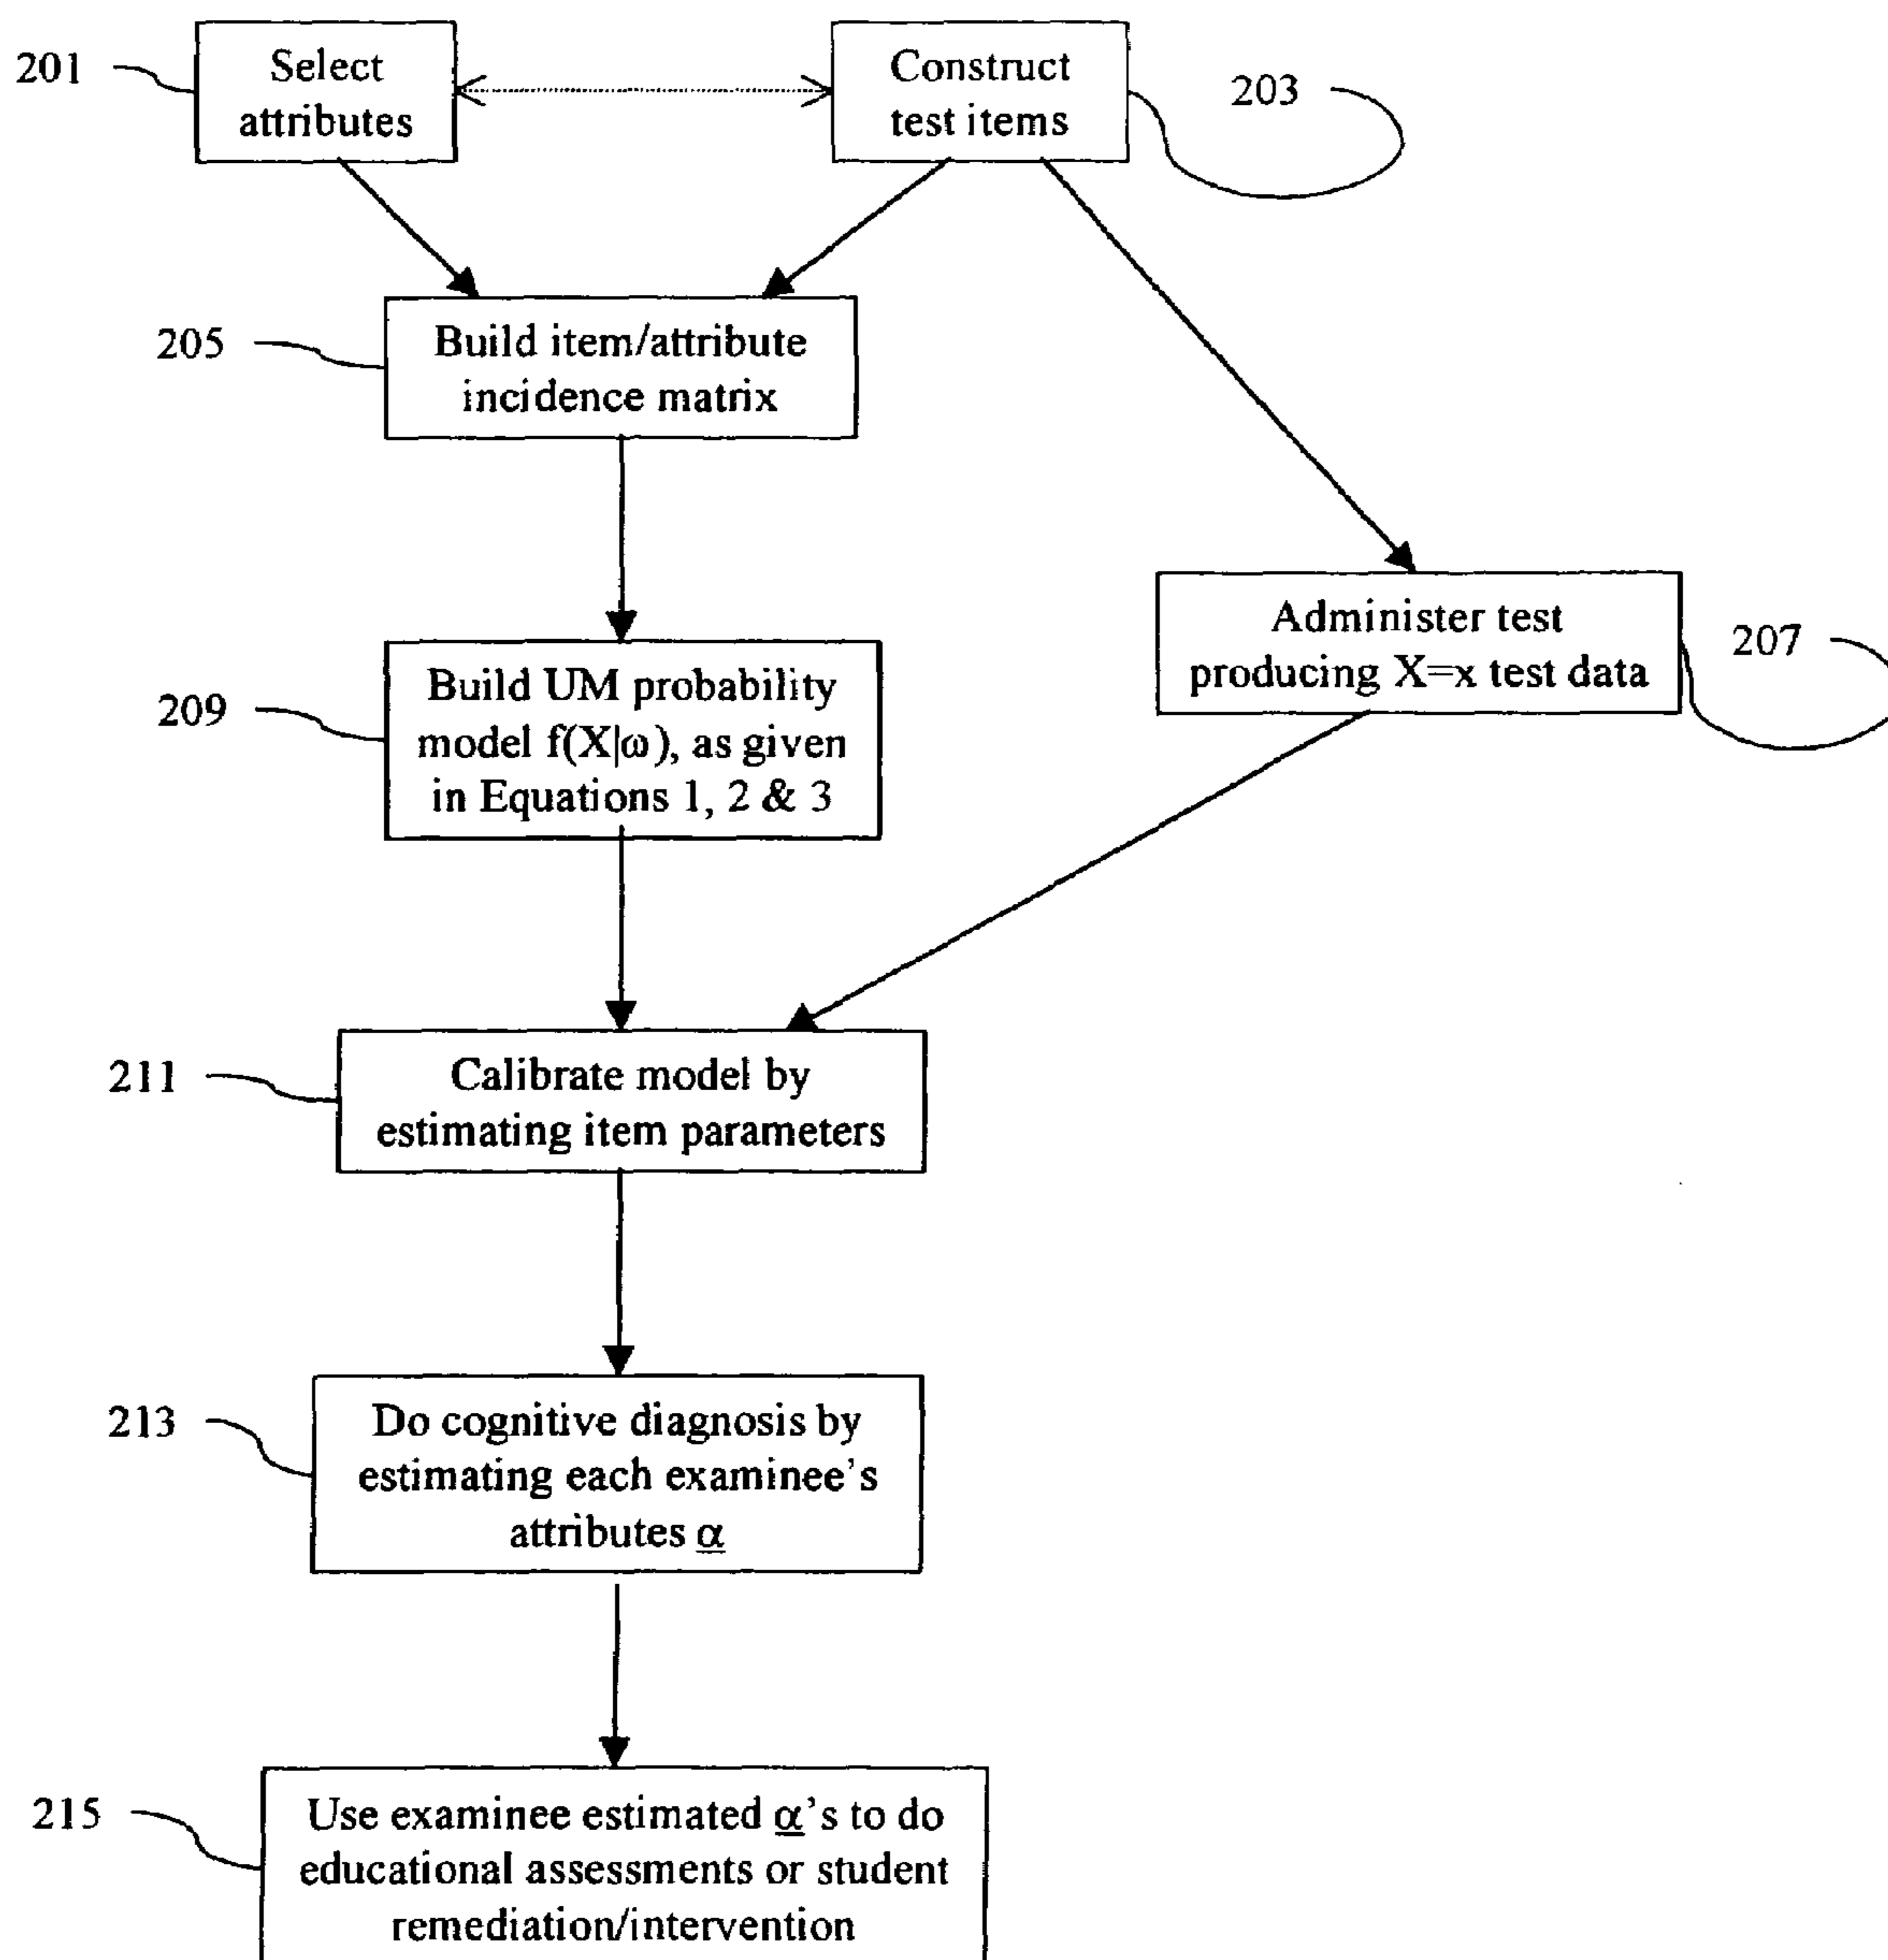 201
Select
attributes
Construct
test items
203
205
Build item/attribute
incidence matrix
Administer test
producing X=x test data
207
209
Build UM probability
model f(X|ω), as given
in Equations 1, 2 & 3
211
Calibrate model by
estimating item parameters
213
Do cognitive diagnosis by
estimating each examinee's
attributes α
215
Use examinee estimated α's to do
educational assessments or student
remediation/intervention